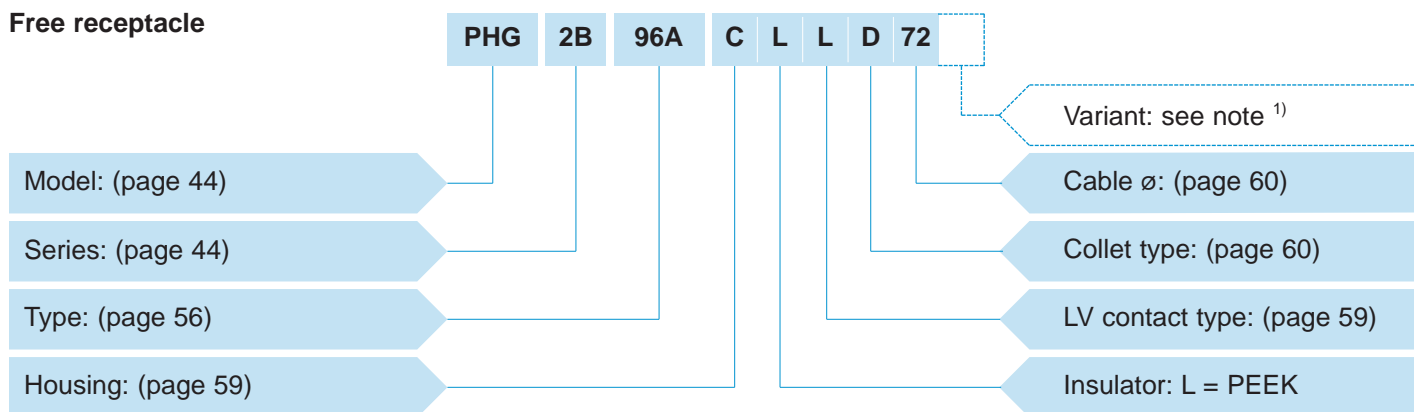 Free receptacle
PHG 2B 96A C L L D 72
Variant: see note 1)
Model: (page 44)
Cable ø: (page 60)
Series: (page 44)
Collet type: (page 60)
Type: (page 56)
LV contact type: (page 59)
Housing: (page 59)
Insulator: L = PEEK